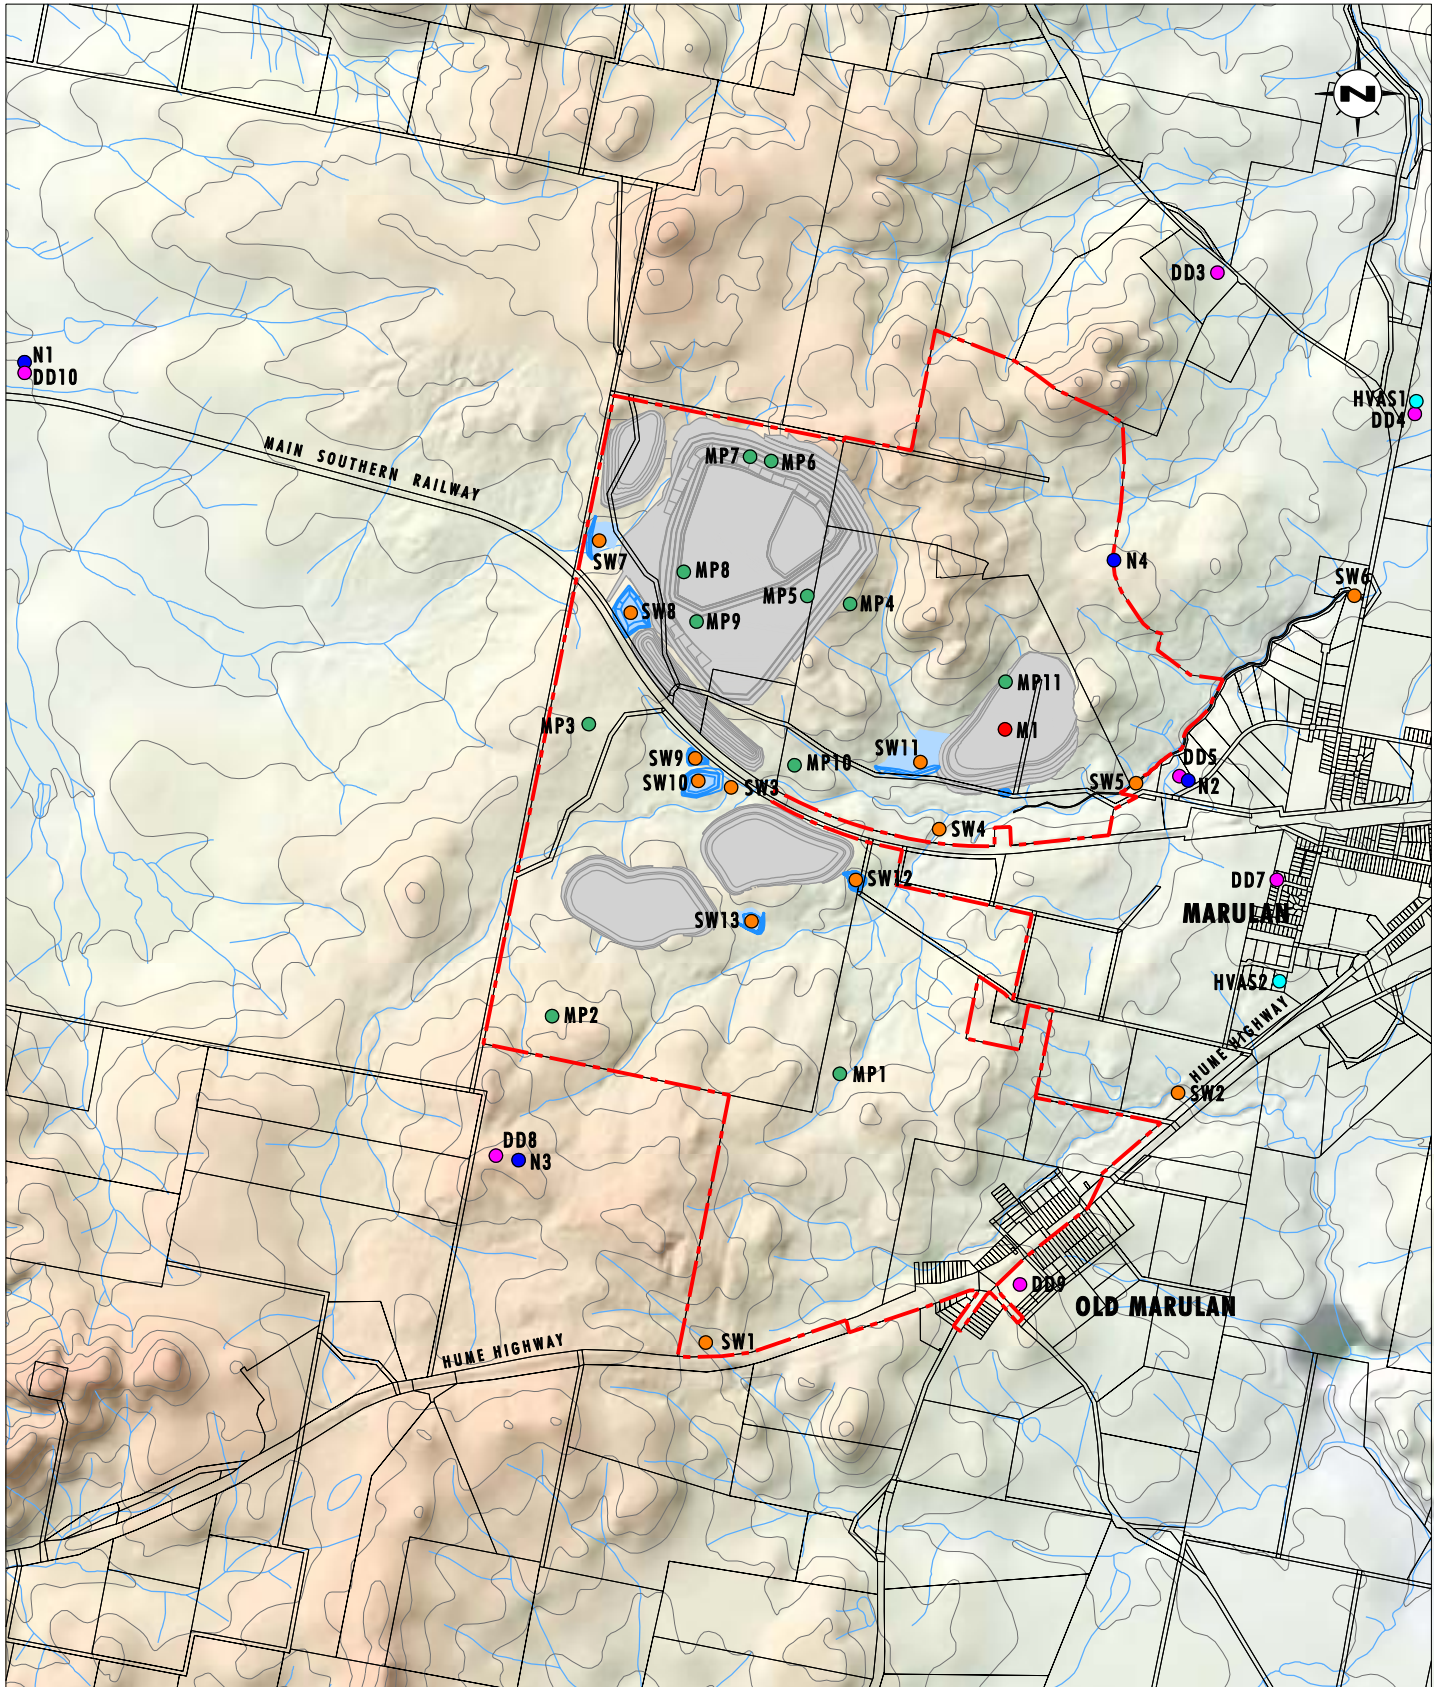 N
DD3
N1
DD10
HVAS1
DD4
MAIN SOUTHERN RAILWAY
MP7
MP6
SW7
N4
MP8
SW6
MP5
MP4
SW8
MP9
MP11
MP3
M1
SW11
SW9
MP10
DD5
SW10
SW3
SW5
N2
SW4
SW12
DD7
MARULAN
SW13
HVAS2
MP2
HUME HIGHWAY
MP1
SW2
DD8
N3
DD9
OLD MARULAN
SW1
HUME HIGHWAY